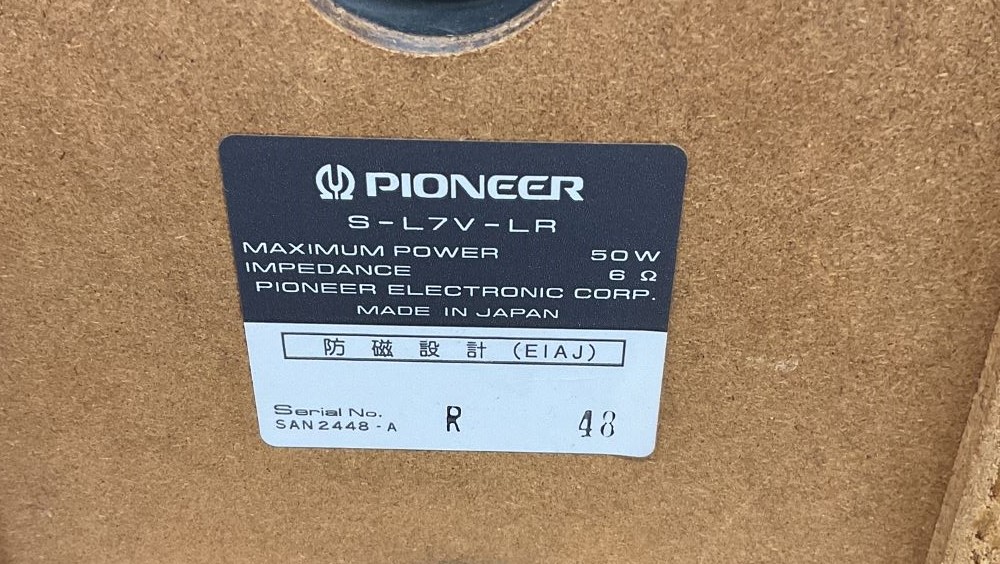 PIONEER
S-L7V-LR
MAXIMUM POWER 50W
IMPEDANCE 6 Ω
PIONEER ELECTRONIC CORP.
MADE IN JAPAN
防磁設計 (EIAJ)
Serial No. R 48
SAN2448-A